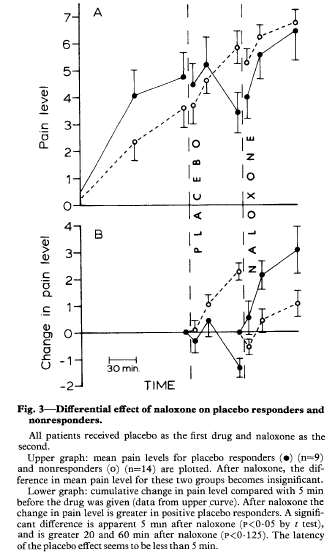 A
7
6
5
4
3
2
1
0
Pain level
PLACEBO
NALOXONE
B
4
3
2
1
0
−1
−2
Change in pain level
30 min.
TIME
Fig. 3—Differential effect of naloxone on placebo responders and
nonresponders.
All patients received placebo as the first drug and naloxone as the
second.
Upper graph: mean pain levels for placebo responders (●) (n=9)
and nonresponders (o) (n=14) are plotted. After naloxone, the dif-
ference in mean pain level for these two groups becomes insignificant.
Lower graph: cumulative change in pain level compared with 5 min
before the drug was given (data from upper curve). After naloxone the
change in pain level is greater in positive placebo responders. A signifi-
cant difference is apparent 5 min after naloxone (P<0·05 by t test),
and is greater 20 and 60 min after naloxone (P<0·125). The latency
of the placebo effect seems to be less than 5 min.